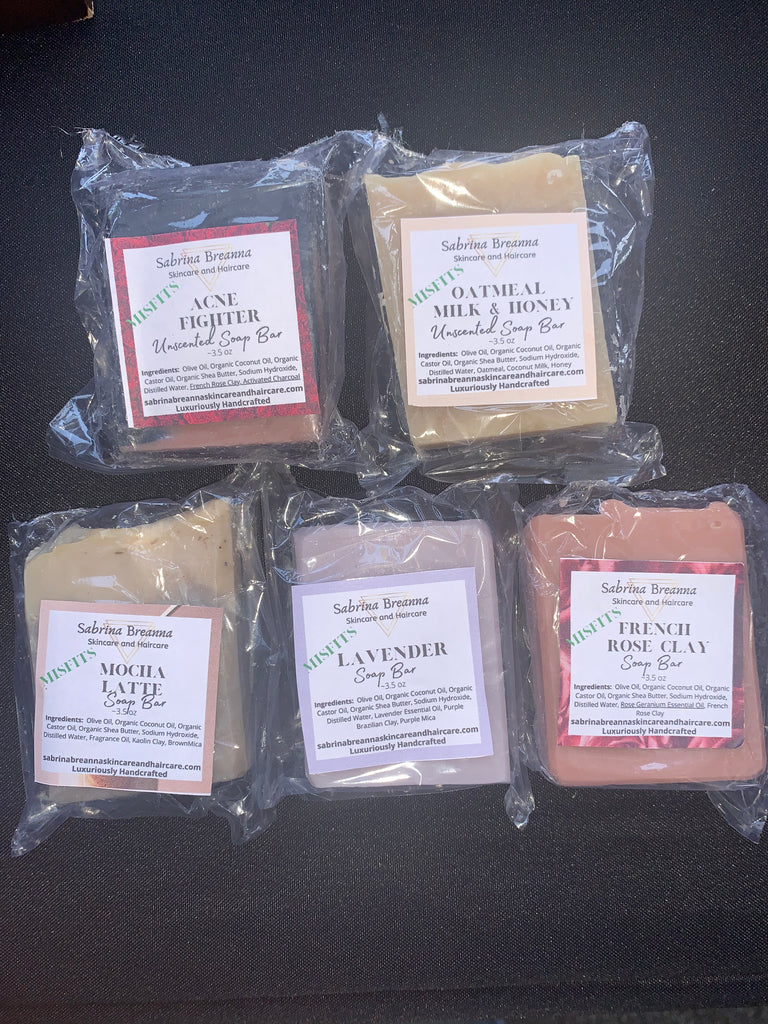 Sabrina Breanna
Skincare and Haircare
MISFITS
ACNE
FIGHTER
Unscented Soap Bar
~3.5 oz
Ingredients: Olive Oil, Organic Coconut Oil, Organic
Castor Oil, Organic Shea Butter, Sodium Hydroxide,
Distilled Water, French Rose Clay, Activated Charcoal
sabrinabreannaskincareandhaircare.com
Luxuriously Handcrafted
Sabrina Breanna
Skincare and Haircare
MISFITS
OATMEAL
MILK & HONEY
Unscented Soap Bar
~3.5 oz
Ingredients: Olive Oil, Organic Coconut Oil, Organic
Castor Oil, Organic Shea Butter, Sodium Hydroxide,
Distilled Water, Oatmeal, Coconut Milk, Honey
sabrinabreannaskincareandhaircare.com
Luxuriously Handcrafted
Sabrina Breanna
Skincare and Haircare
MISFITS
MOCHA
LATTE
Soap Bar
~3.5 oz
Ingredients: Olive Oil, Organic Coconut Oil, Organic
Castor Oil, Organic Shea Butter, Sodium Hydroxide,
Distilled Water, Fragrance Oil, Kaolin Clay, BrownMica
sabrinabreannaskincareandhaircare.com
Luxuriously Handcrafted
Sabrina Breanna
Skincare and Haircare
MISFITS
LAVENDER
Soap Bar
~3.5 oz
Ingredients: Olive Oil, Organic Coconut Oil, Organic
Castor Oil, Organic Shea Butter, Sodium Hydroxide,
Distilled Water, Lavender Essential Oil, Purple
Brazilian Clay, Purple Mica
sabrinabreannaskincareandhaircare.com
Luxuriously Handcrafted
Sabrina Breanna
Skincare and Haircare
MISFITS
FRENCH
ROSE CLAY
Soap Bar
~3.5 oz
Ingredients: Olive Oil, Organic Coconut Oil, Organic
Castor Oil, Organic Shea Butter, Sodium Hydroxide,
Distilled Water, Rose Geranium Essential Oil, French
Rose Clay
sabrinabreannaskincareandhaircare.com
Luxuriously Handcrafted